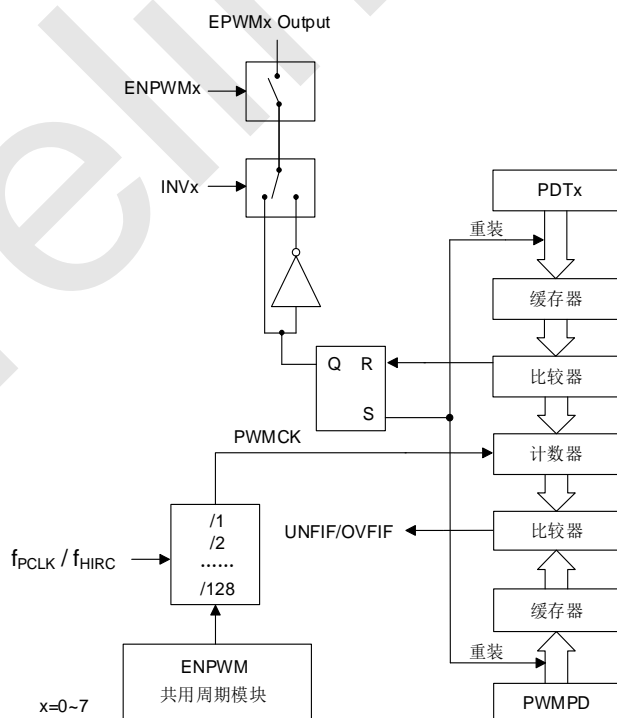 EPWMx Output
ENPWMx
INVx
PDTx
重装
缓存器
Q R
比较器
S
PWMCK
计数器
/1
/2
......
/128
fPCLK / fHIRC
UNFIF/OVFIF
比较器
缓存器
ENPWM
共用周期模块
重装
x=0~7
PWMPD